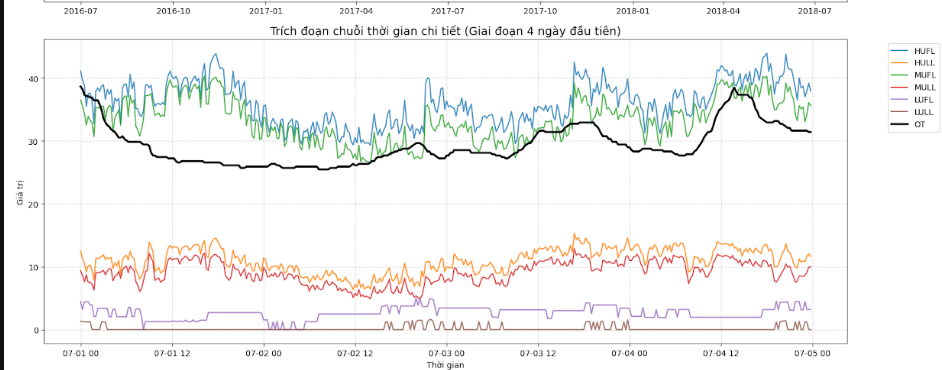 2016-07 2016-10 2017-01 2017-04 2017-07 2017-10 2018-01 2018-04 2018-07
Trích đoạn chuỗi thời gian chi tiết (Giai đoạn 4 ngày đầu tiên)
HUFL
HULL
MUFL
MULL
LUFL
LULL
OT
Giá trị
40
30
20
10
0
07-01 00 07-01 12 07-02 00 07-02 12 07-03 00 07-03 12 07-04 00 07-04 12 07-05 00
Thời gian